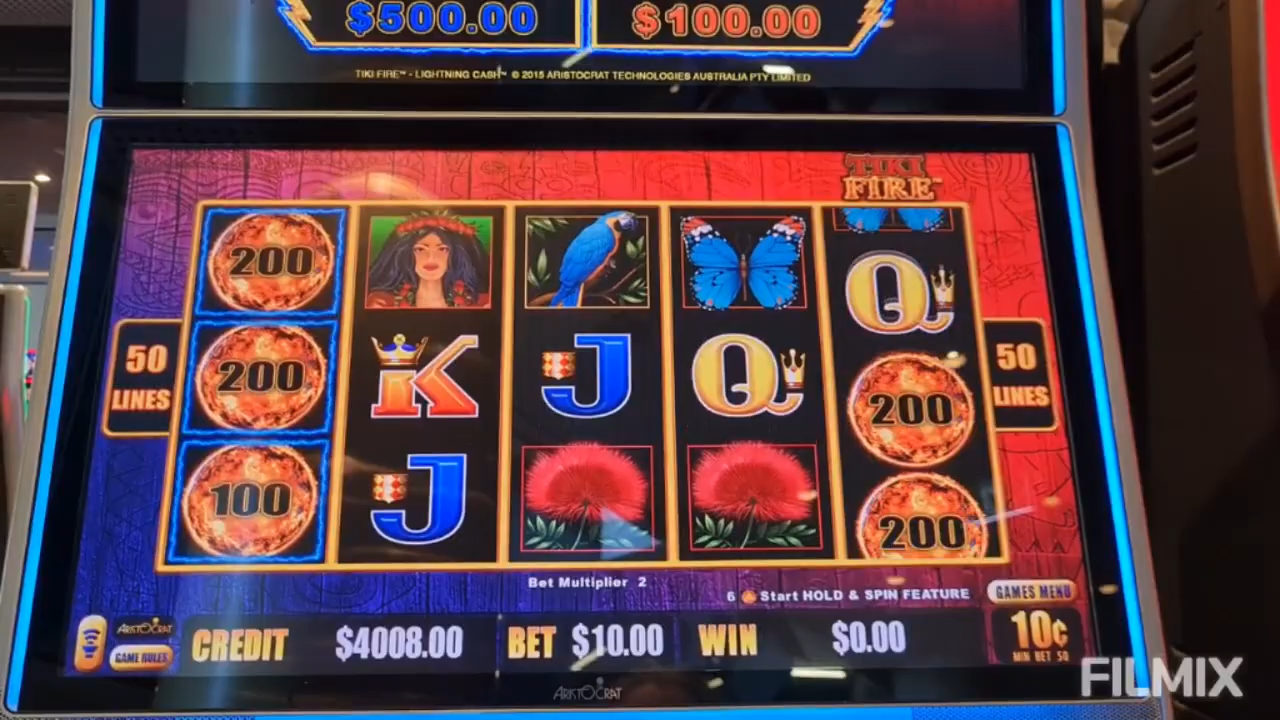 $500.00 $100.00
TIKI FIRE™ - LIGHTNING CASH™ © 2015 ARISTOCRAT TECHNOLOGIES AUSTRALIA PTY LIMITED
TIKI
FIRE™
200
Q
200
K
J
Q
200
50
LINES
50
LINES
100
J
200
Bet Multiplier 2
6 Start HOLD & SPIN FEATURE
GAMES MENU
ARISTOCRAT
GAME RULES
CREDIT $4008.00 BET $10.00 WIN $0.00
10¢
MIN BET 50
ARISTOCRAT
FILMIX